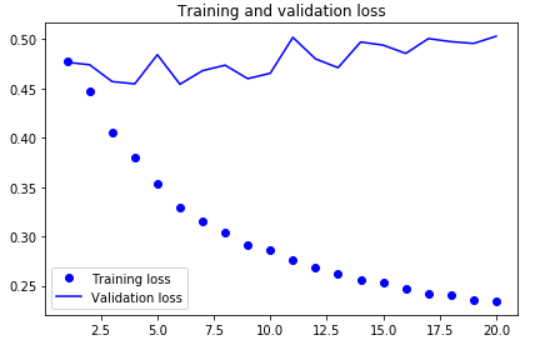 Training and validation loss
0.50
0.45
0.40
0.35
0.30
0.25
Training loss
Validation loss
2.5 5.0 7.5 10.0 12.5 15.0 17.5 20.0